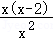 x(x-2)
x²